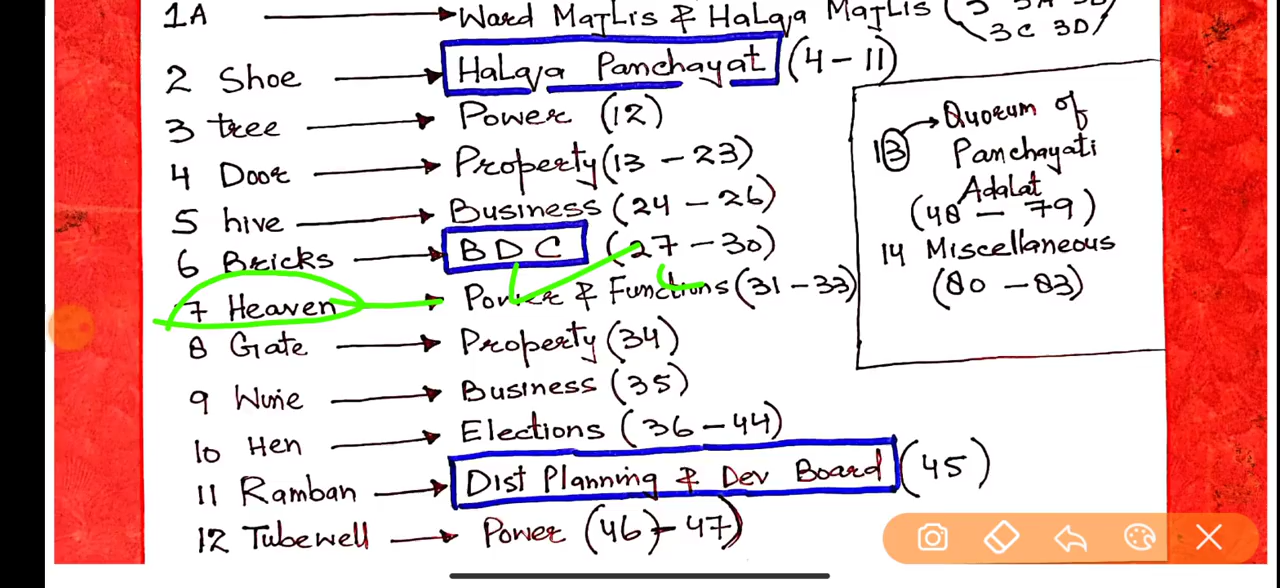 1A → Ward Majlis & Halqa Majlis (3 3A
3C 3D)
2 Shoe → Halqa Panchayat (4 - 11)
3 tree → Power (12)
4 Door → Property (13 - 23)
5 hive → Business (24 - 26)
6 Bricks → BDC (27 - 30)
7 Heaven → Power & Functions (31 - 33)
8 Gate → Property (34)
9 Wine → Business (35)
10 Hen → Elections (36 - 44)
11 Ramban → Dist Planning & Dev Board (45)
12 Tubewell → Power (46) - 47)
13 → Quorum of
Panchayati
Adalat
(48 - 79)
14 Miscellaneous
(80 - 83)